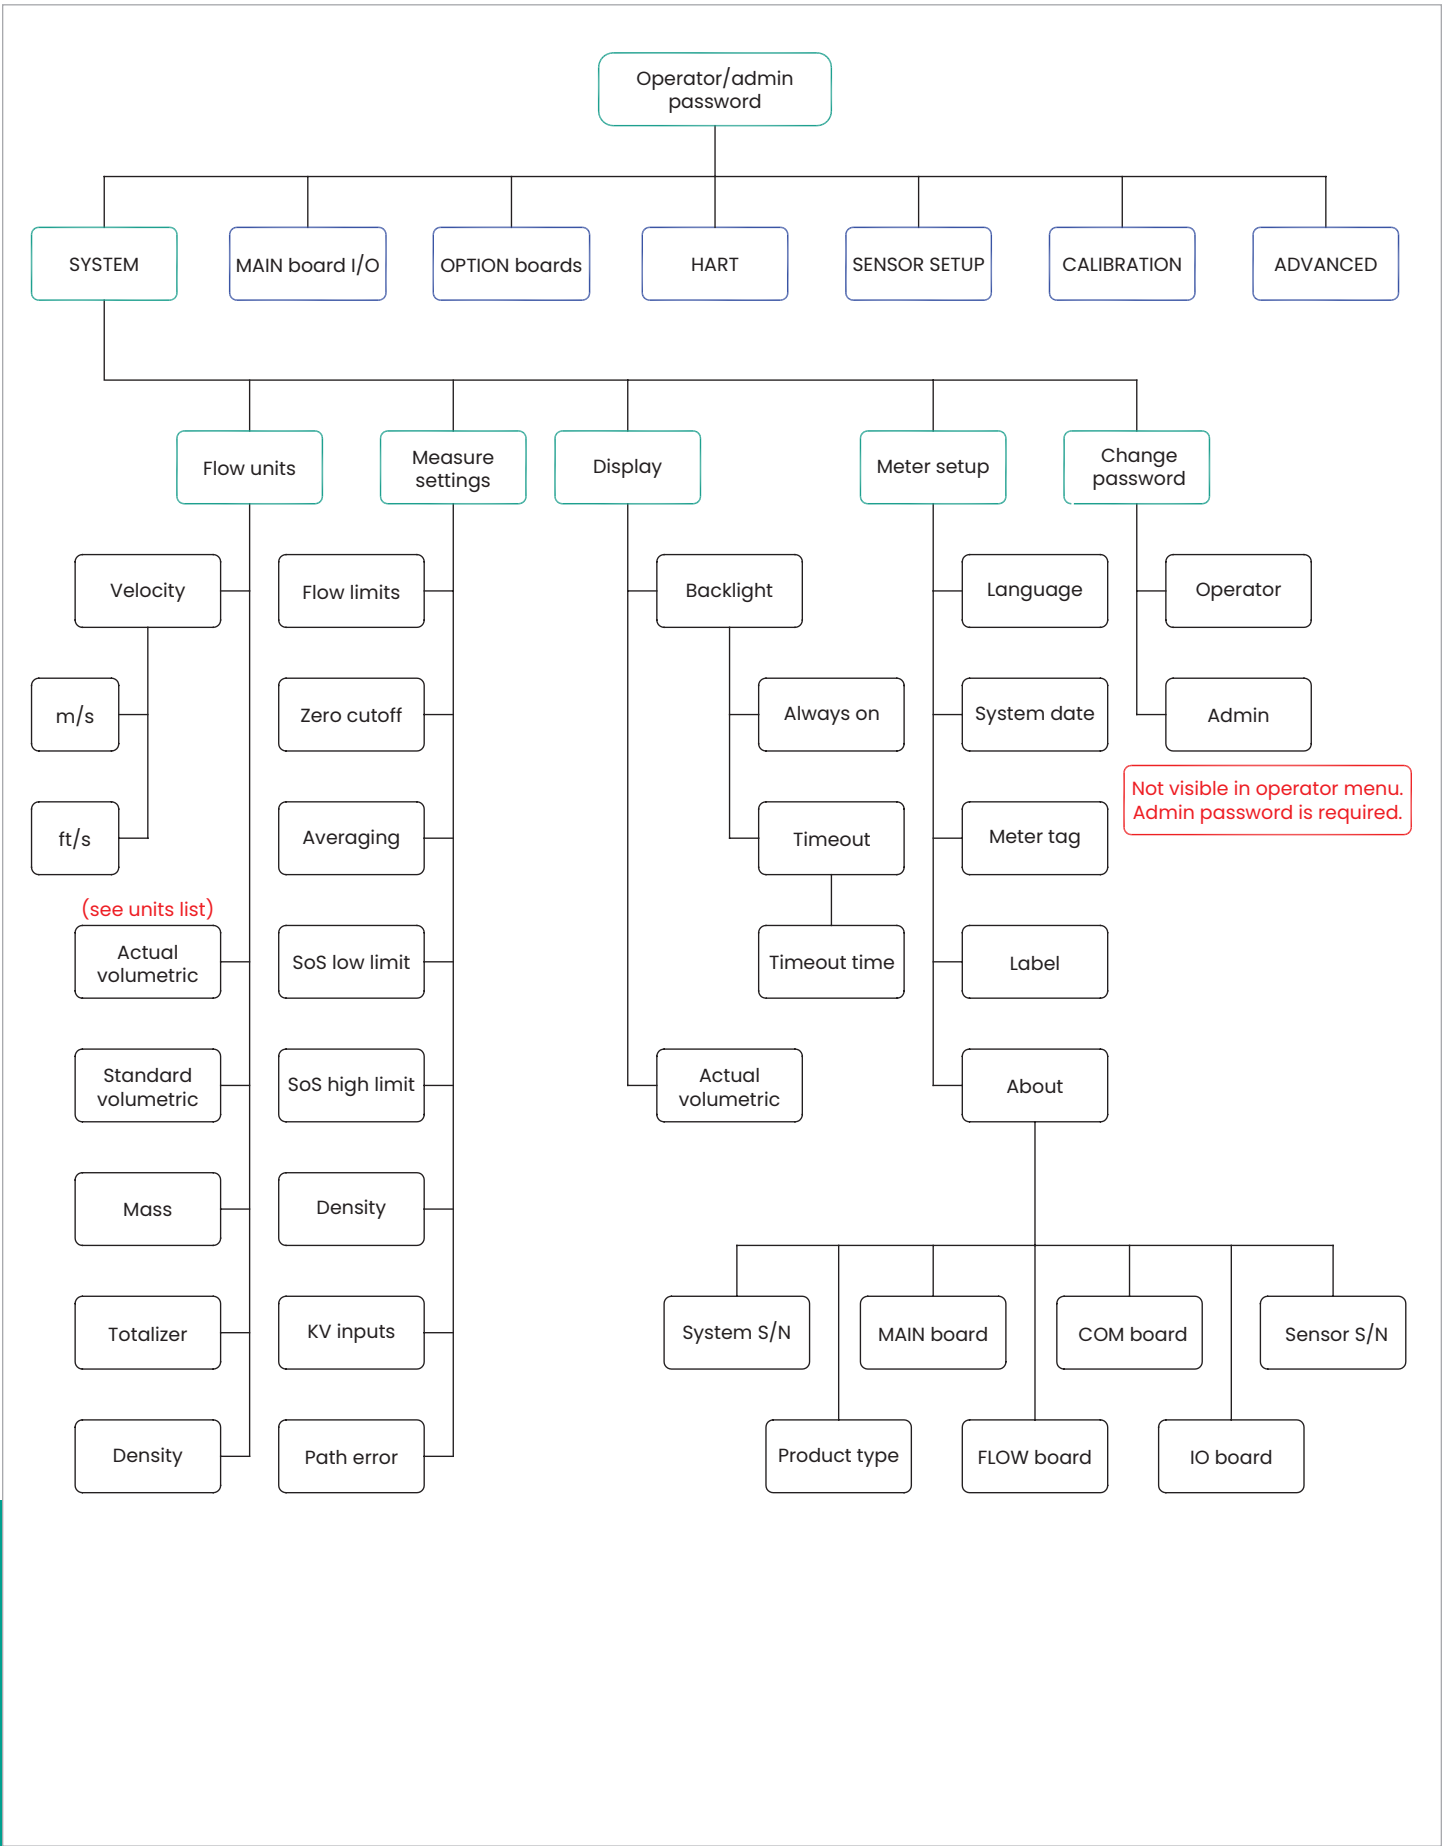 Operator/admin
password
SYSTEM
MAIN board I/O
OPTION boards
HART
SENSOR SETUP
CALIBRATION
ADVANCED
Flow units
Measure
settings
Display
Meter setup
Change
password
Velocity
Flow limits
Backlight
Language
Operator
m/s
Zero cutoff
Always on
System date
Admin
Not visible in operator menu.
Admin password is required.
ft/s
Averaging
Timeout
Meter tag
(see units list)
Actual
volumetric
SoS low limit
Timeout time
Label
Standard
volumetric
SoS high limit
Actual
volumetric
About
Mass
Density
Totalizer
KV inputs
System S/N
MAIN board
COM board
Sensor S/N
Density
Path error
Product type
FLOW board
IO board